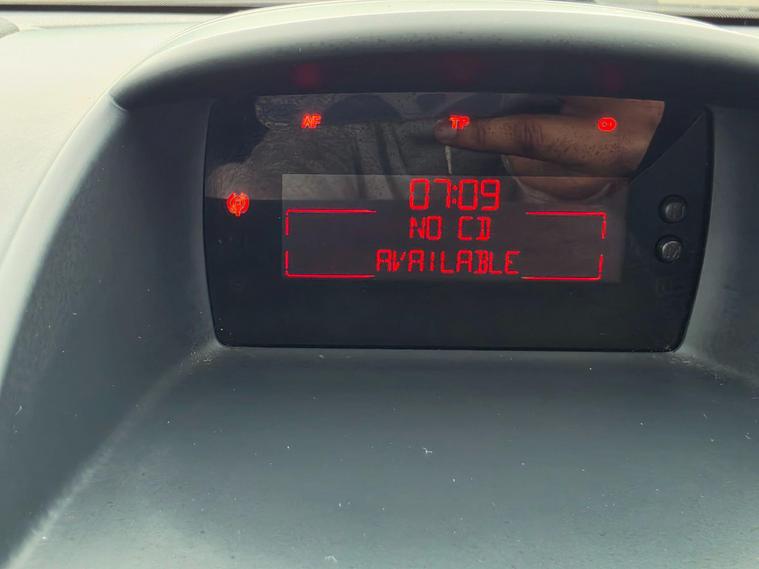 AF TP
07:09
NO CD
AVAILABLE